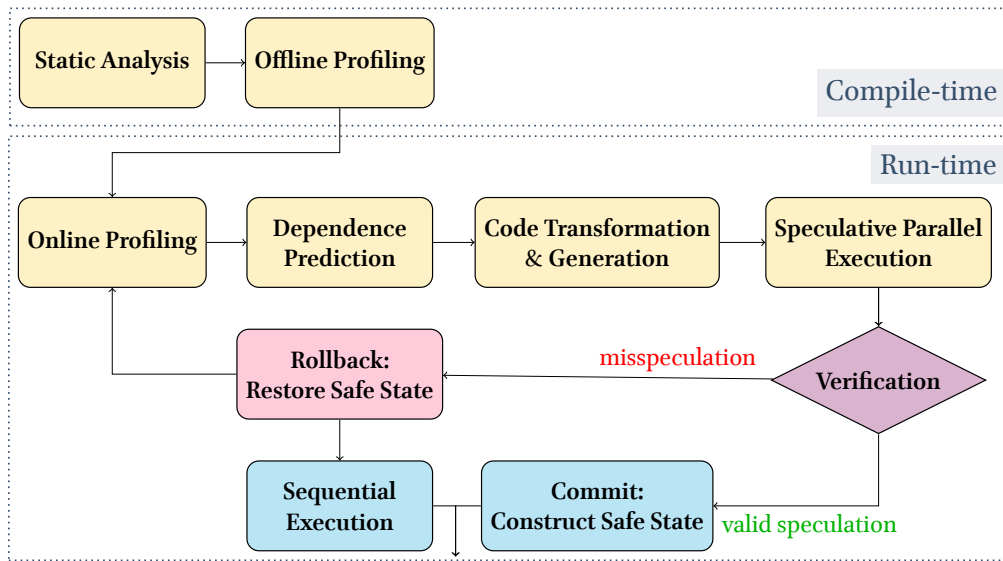 Static Analysis
Offline Profiling
Compile-time
Run-time
Online Profiling
Dependence
Prediction
Code Transformation
& Generation
Speculative Parallel
Execution
Rollback:
Restore Safe State
misspeculation
Verification
Sequential
Execution
Commit:
Construct Safe State
valid speculation